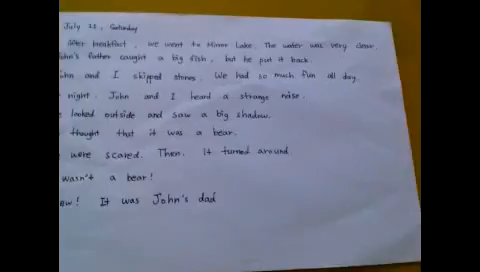 July 25, Saturday
After breakfast, we went to Mirror Lake. The water was very clean.
John's father caught a big fish, but he put it back.
John and I skipped stones. We had so much fun all day.
night, John and I heard a strange noise.
looked outside and saw a big shadow.
thought that it was a bear.
were scared. Then, it turned around.
wasn't a bear!
ew! It was John's dad